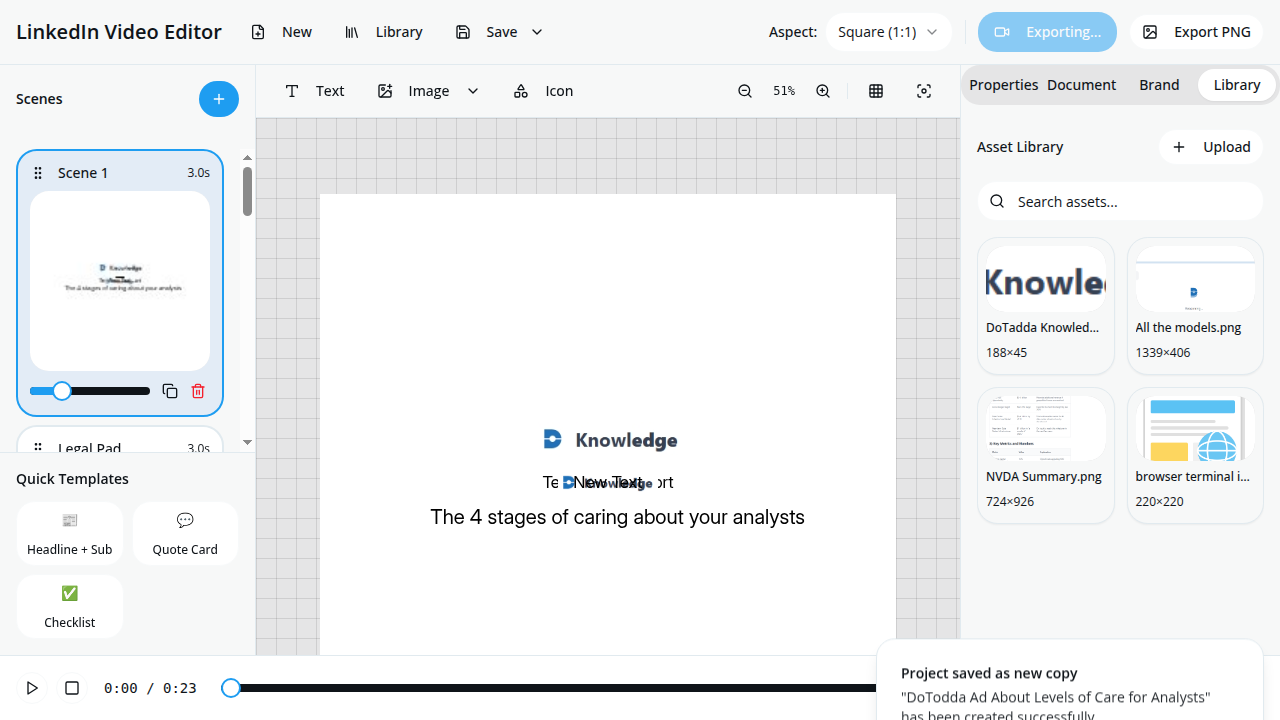 LinkedIn Video Editor
New
Library
Save
Aspect:
Square (1:1)
Exporting...
Export PNG
Scenes
Text
Image
Icon
51%
Properties
Document
Brand
Library
Scene 1
3.0s
Knowledge
The 4 stages of caring about your analysts
Legal Pad
3.0s
Quick Templates
Headline + Sub
Quote Card
Checklist
Knowledge
Te
New Text
Knowledge
ort
The 4 stages of caring about your analysts
Asset Library
Upload
Search assets...
DoTadda Knowled...
188×45
All the models.png
1339×406
NVDA Summary.png
724×926
browser terminal i...
220×220
0:00 / 0:23
Project saved as new copy
"DoTodda Ad About Levels of Care for Analysts"
has been created successfully